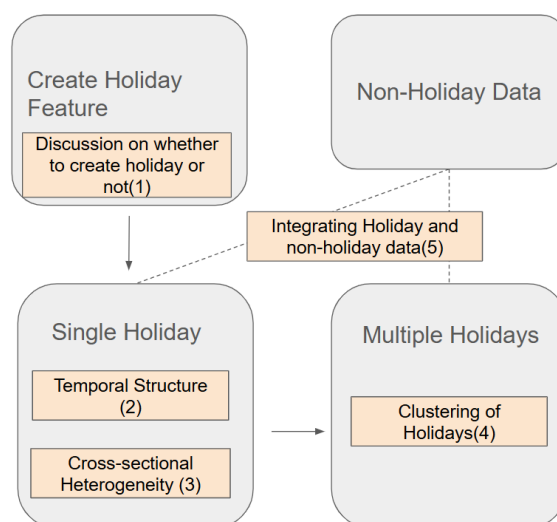 Create Holiday
Feature
Discussion on whether
to create holiday or
not(1)
Non-Holiday Data
Integrating Holiday and
non-holiday data(5)
Single Holiday
Temporal Structure
(2)
Cross-sectional
Heterogeneity (3)
Multiple Holidays
Clustering of
Holidays(4)